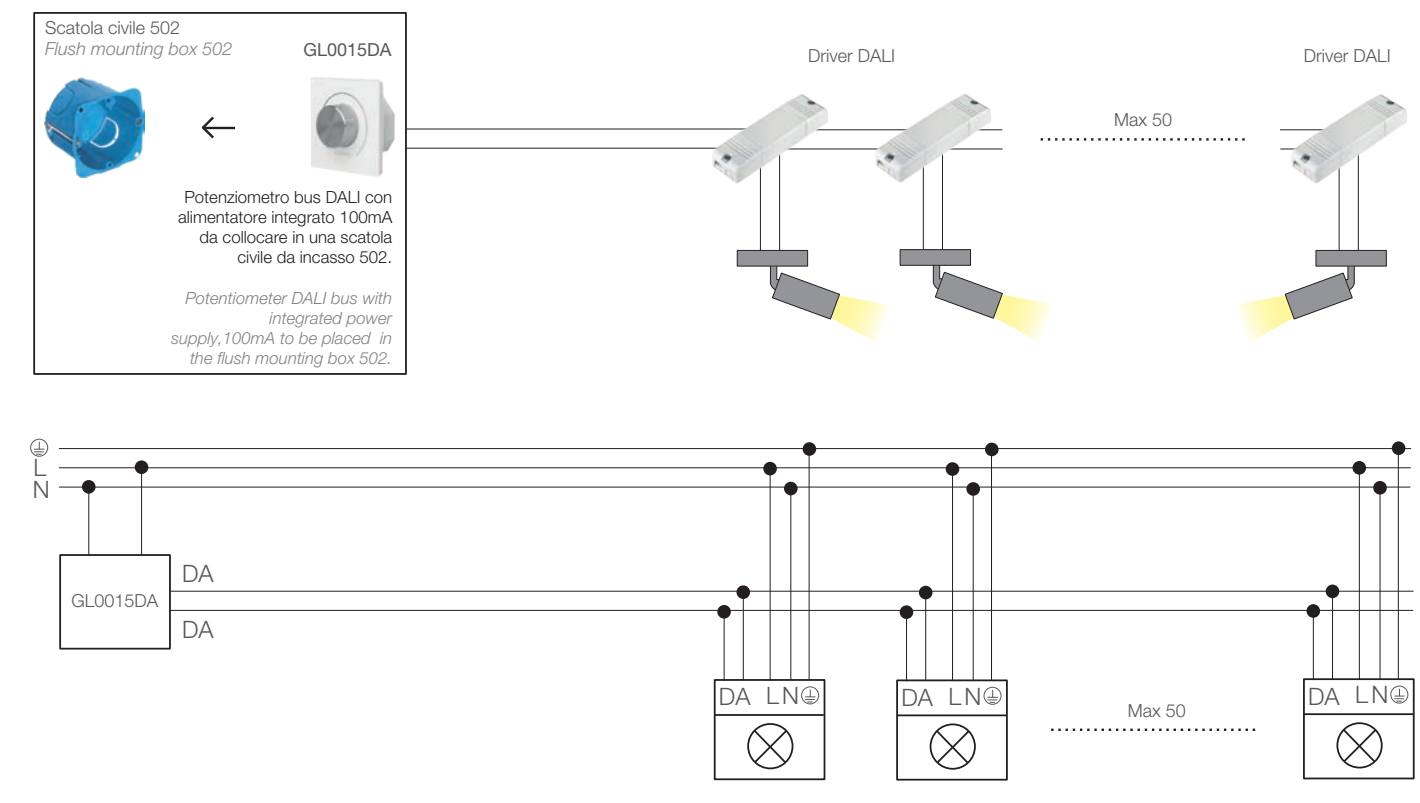 Scatola civile 502
Flush mounting box 502
GL0015DA
Potenziometro bus DALI con
alimentatore integrato 100mA
da collocare in una scatola
civile da incasso 502.
Potentiometer DALI bus with
integrated power
supply,100mA to be placed in
the flush mounting box 502.
Driver DALI
Max 50
Driver DALI
L
N
GL0015DA
DA
DA
DA LN
DA LN
Max 50
DA LN